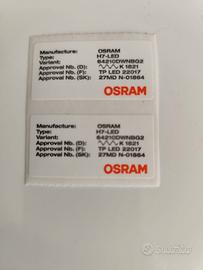 Manufacture: OSRAM
Type: H7-LED
Variant: 64210DWNBG2
Approval Nb. (D): K 1821
Approval Nb. (F): TP LED 22017
Approval Nb. (SK): 27MD N-01864
OSRAM
Manufacture: OSRAM
Type: H7-LED
Variant: 64210DWNBG2
Approval Nb. (D): K 1821
Approval Nb. (F): TP LED 22017
Approval Nb. (SK): 27MD N-01864
OSRAM
subito